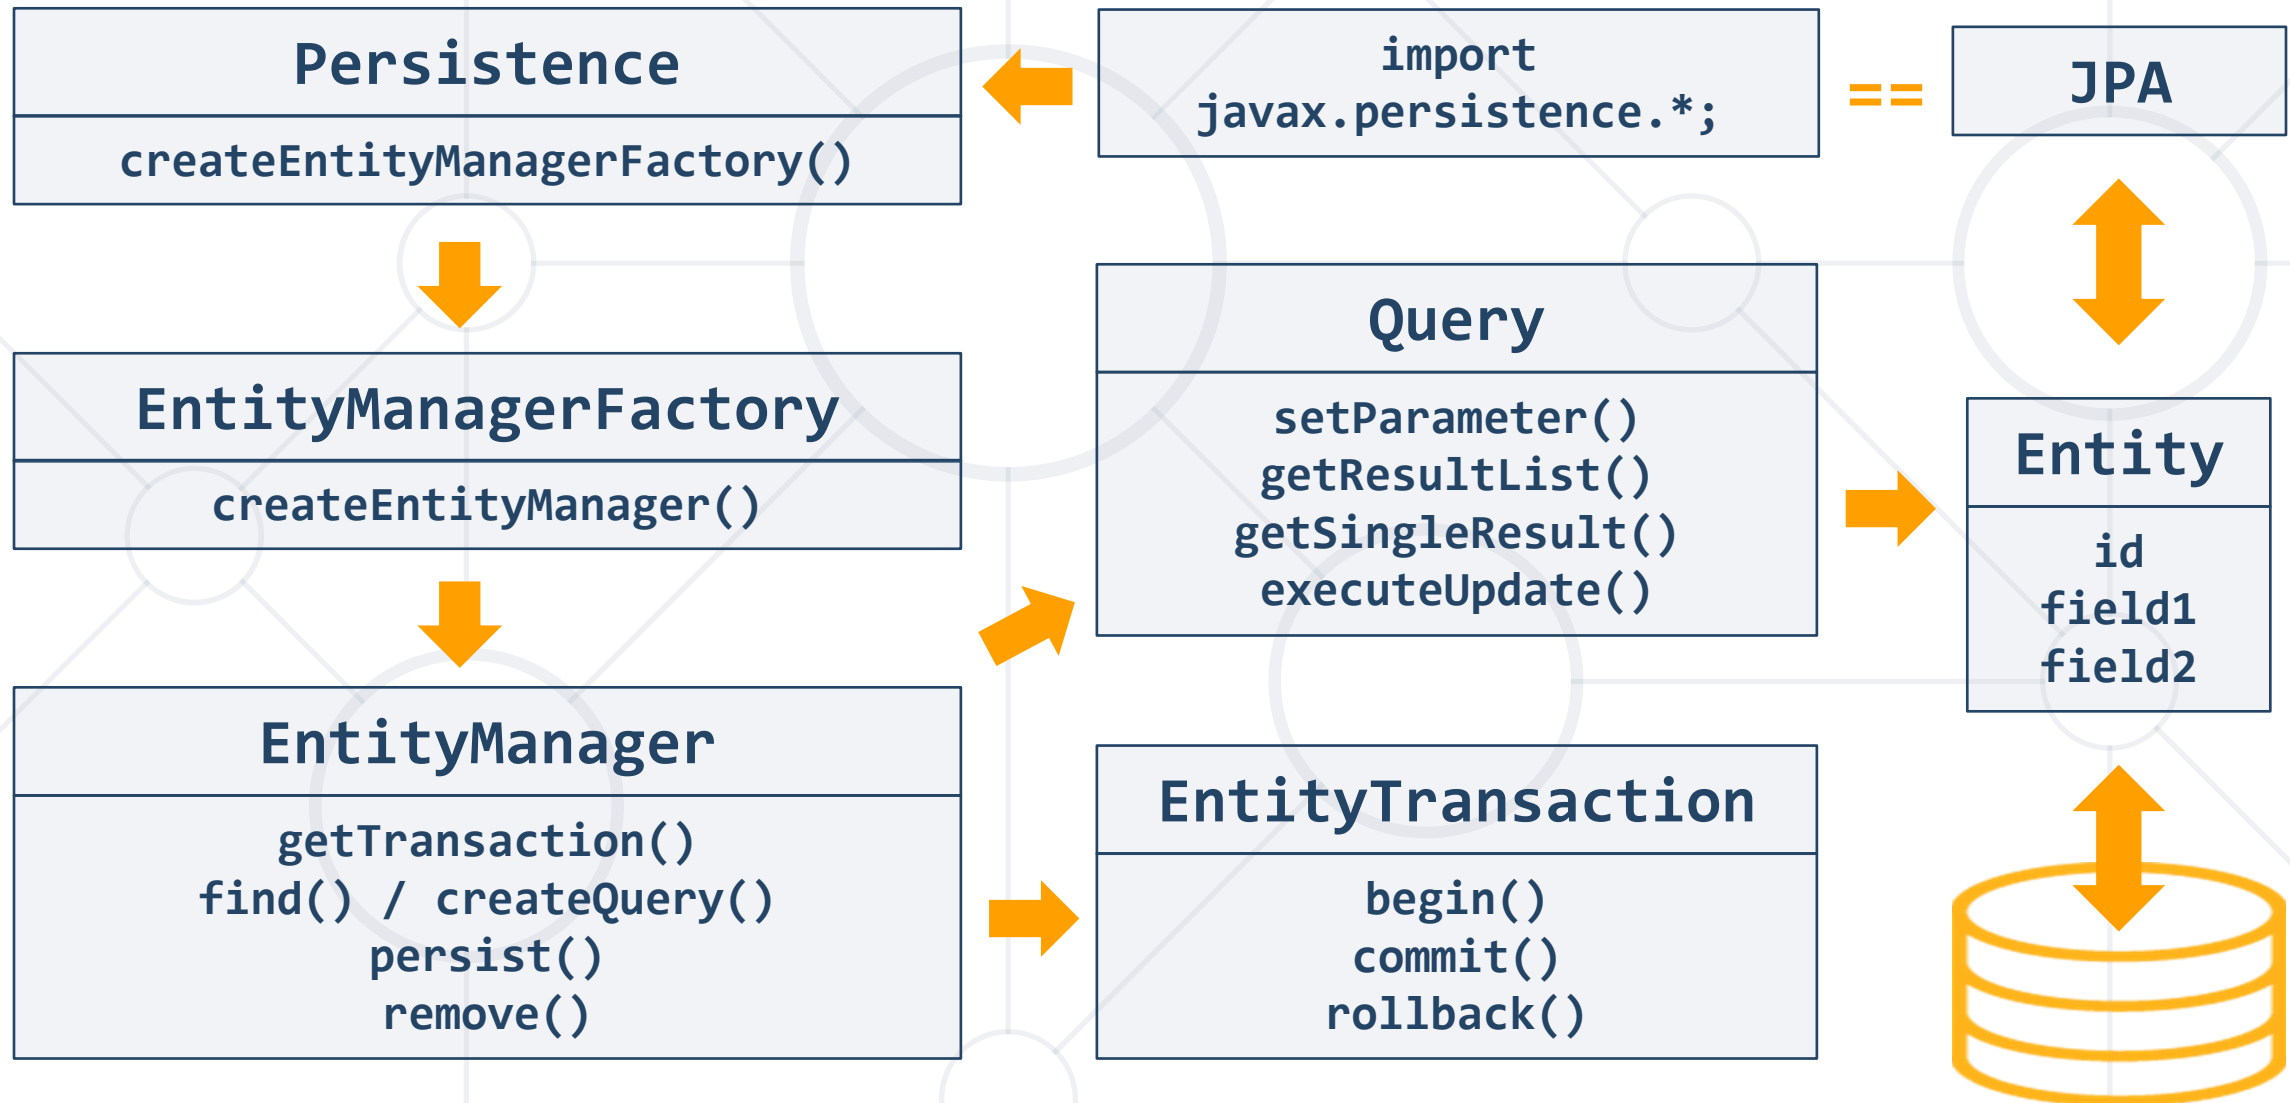 Persistence
createEntityManagerFactory()
import
javax.persistence.*;
==
JPA
EntityManagerFactory
createEntityManager()
Query
setParameter()
getResultList()
getSingleResult()
executeUpdate()
Entity
id
field1
field2
EntityManager
getTransaction()
find() / createQuery()
persist()
remove()
EntityTransaction
begin()
commit()
rollback()